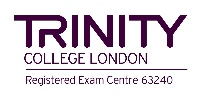 TRINITY
COLLEGE LONDON
Registered Exam Centre 63240